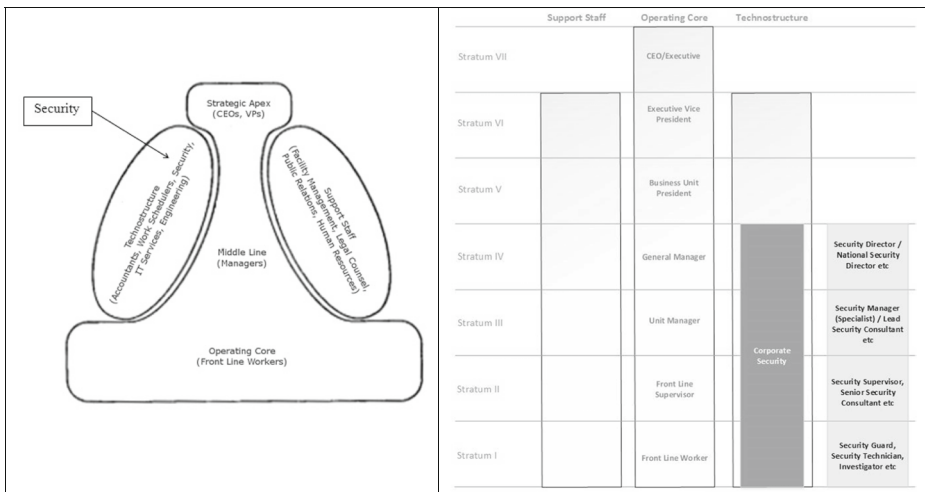 Security
Strategic Apex
(CEOs, VPs)
Technostructure
(Accountants, Work Schedulers, Security,
IT Services, Engineering)
Support Staff
(Facility Management, Legal Counsel,
Public Relations, Human Resources)
Middle Line
(Managers)
Operating Core
(Front Line Workers)
Support Staff
Operating Core
Technostructure
Stratum VII
CEO/Executive
Stratum VI
Executive Vice
President
Stratum V
Business Unit
President
Stratum IV
General Manager
Security Director /
National Security
Director etc
Stratum III
Unit Manager
Corporate
Security
Security Manager
(Specialist) / Lead
Security Consultant
etc
Stratum II
Front Line
Supervisor
Security Supervisor,
Senior Security
Consultant etc
Stratum I
Front Line Worker
Security Guard,
Security Technician,
Investigator etc